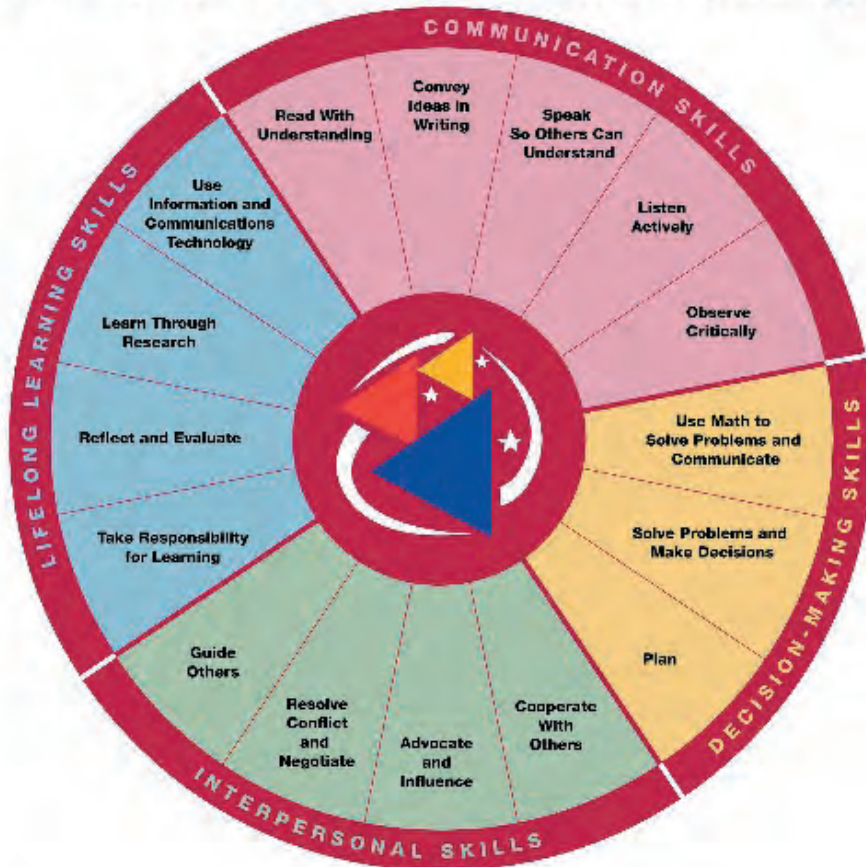 COMMUNICATION SKILLS
Read With
Understanding
Convey
Ideas in
Writing
Speak
So Others Can
Understand
Listen
Actively
Observe
Critically
DECISION-MAKING SKILLS
Use Math to
Solve Problems and
Communicate
Solve Problems and
Make Decisions
Plan
INTERPERSONAL SKILLS
Cooperate
With
Others
Advocate
and
Influence
Resolve
Conflict
and
Negotiate
Guide
Others
LIFELONG LEARNING SKILLS
Take Responsibility
for Learning
Reflect and Evaluate
Learn Through
Research
Use
Information and
Communications
Technology